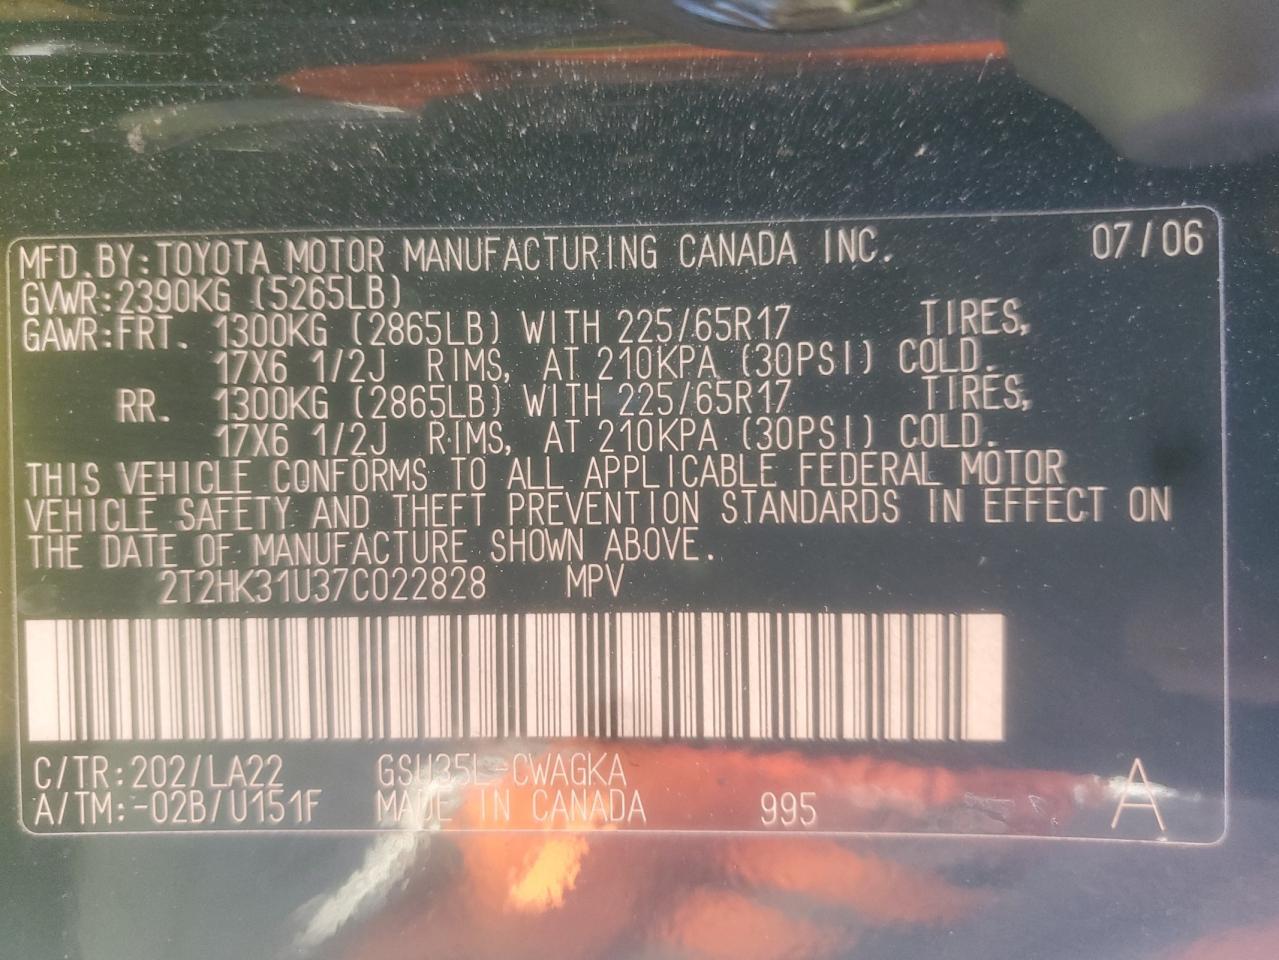 MFD.BY:TOYOTA MOTOR MANUFACTURING CANADA INC. 07/06
GVWR:2390KG (5265LB)
GAWR:FRT. 1300KG (2865LB) WITH 225/65R17 TIRES,
17X6 1/2J RIMS, AT 210KPA (30PSI) COLD.
RR. 1300KG (2865LB) WITH 225/65R17 TIRES,
17X6 1/2J RIMS, AT 210KPA (30PSI) COLD.
THIS VEHICLE CONFORMS TO ALL APPLICABLE FEDERAL MOTOR
VEHICLE SAFETY AND THEFT PREVENTION STANDARDS IN EFFECT ON
THE DATE OF MANUFACTURE SHOWN ABOVE.
2T2HK31U37C022828 MPV
C/TR:202/LA22 GSU35L-CWAGKA
A/TM:-02B/U151F MADE IN CANADA 995 A